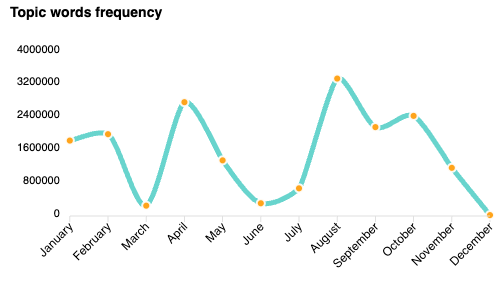 Topic words frequency
4000000
3200000
2400000
1600000
800000
0
January
February
March
April
May
June
July
August
September
October
November
December